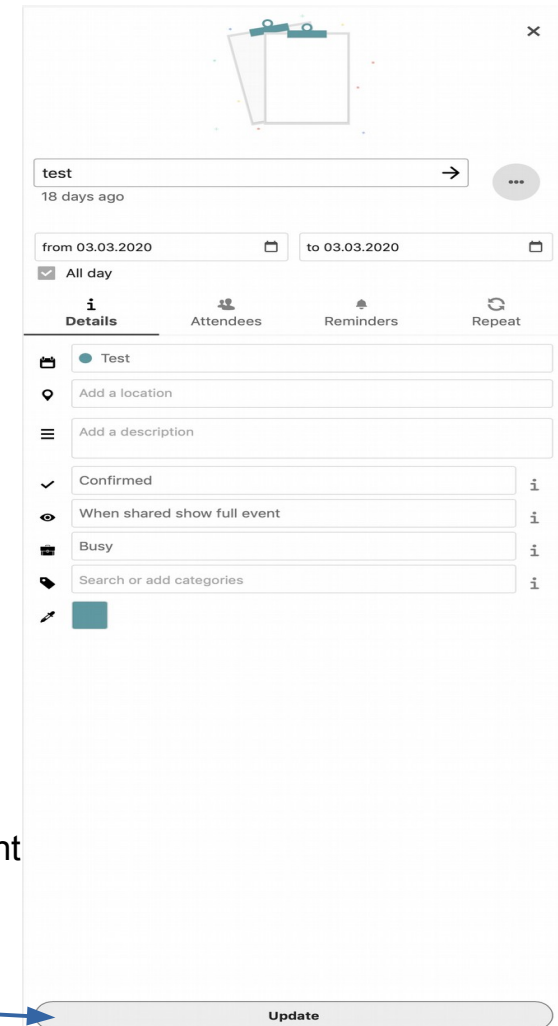 test
18 days ago
from 03.03.2020 to 03.03.2020
All day
Details Attendees Reminders Repeat
Test
Add a location
Add a description
Confirmed
When shared show full event
Busy
Search or add categories
nt
Update